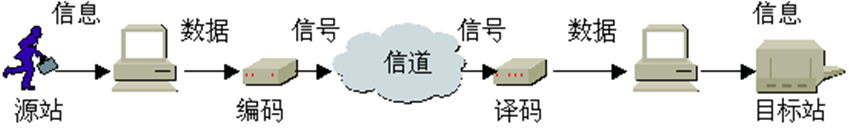 信息 数据 信号 信道 信号 数据 信息
源站 编码 译码 目标站